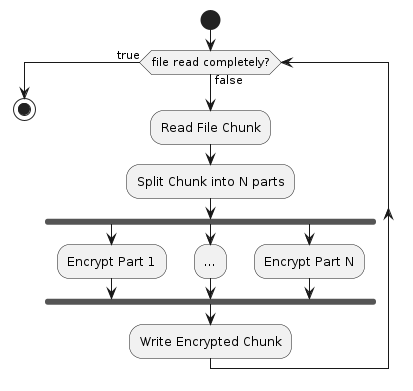 true
file read completely?
false
Read File Chunk
Split Chunk into N parts
Encrypt Part 1
...
Encrypt Part N
Write Encrypted Chunk